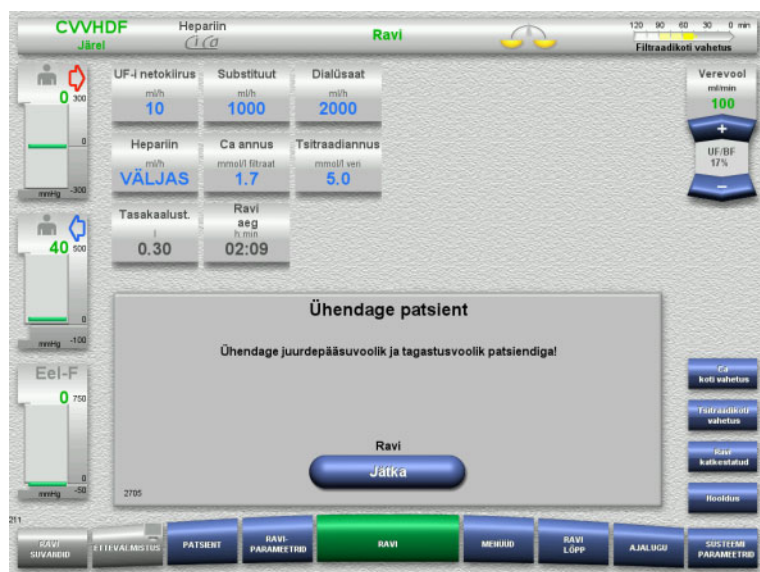 CVVHDF
Järel
Hepariin
Ci Ca
Ravi
120 90 60 30 0 min
Filtraadikoti vahetus
0 300
0
mmHg -300
40 500
0
mmHg -100
Eel-F
0 750
0
mmHg -50
UF-i netokiirus
ml/h
10
Substituut
ml/h
1000
Dialüsaat
ml/h
2000
Hepariin
ml/h
VÄLJAS
Ca annus
mmol/l filtraat
1.7
Tsitraadiannus
mmol/l veri
5.0
Tasakaalust.
l
0.30
Ravi
aeg
h:min
02:09
Verevool
ml/min
100
+
UF/BF
17%
–
Ühendage patsient
Ühendage juurdepääsuvoolik ja tagastusvoolik patsiendiga!
Ravi
Jätka
2705
Ca
koti vahetus
Tsitraadikoti
vahetus
Ravi
katkestatud
Hooldus
211
RAVI
SUVANDID
ETTEVALMISTUS
PATSIENT
RAVI-
PARAMEETRID
RAVI
MENÜÜD
RAVI
LÕPP
AJALUGU
SÜSTEEMI
PARAMEETRID